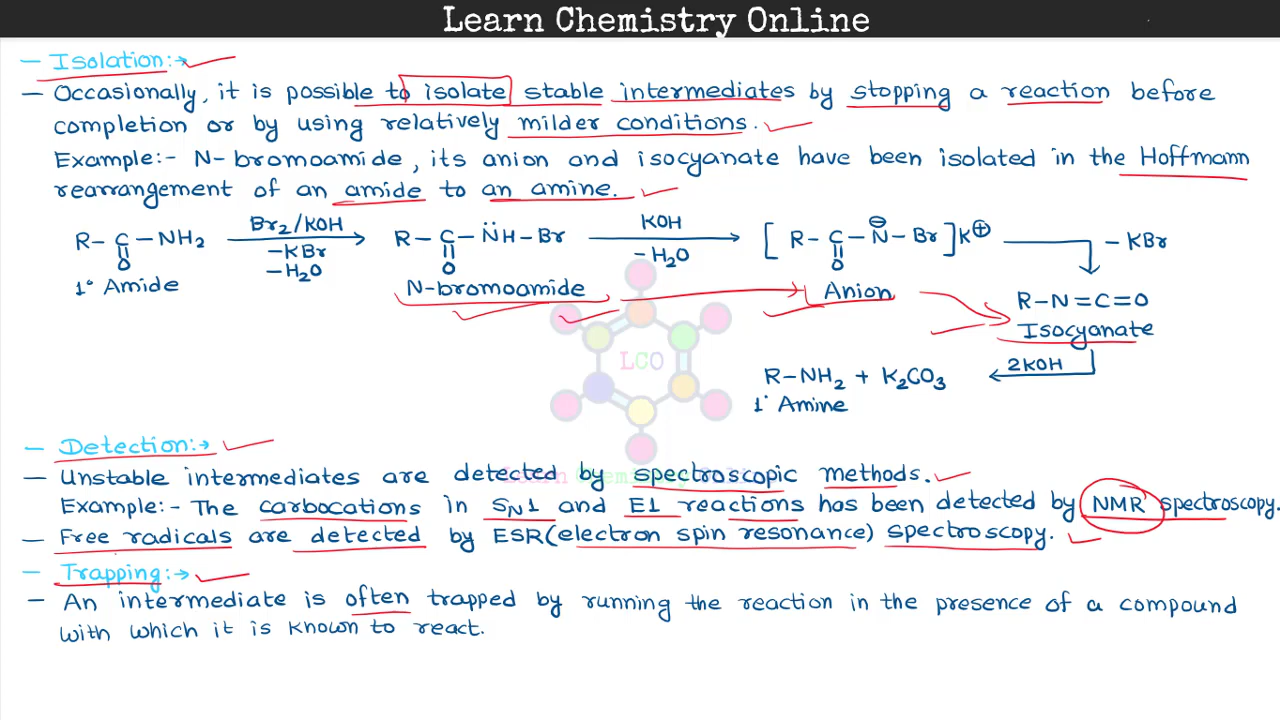 Learn Chemistry Online
– Isolation:→
– Occasionally, it is possible to isolate stable intermediates by stopping a reaction before
completion or by using relatively milder conditions.
Example:- N-bromoamide, its anion and isocyanate have been isolated in the Hoffmann
rearrangement of an amide to an amine.
R–C–NH₂ Br₂/KOH –KBr –H₂O R–C–N̈H–Br KOH –H₂O [R–C–N⊖–Br]K⊕ –KBr
O O O
1° Amide N-bromoamide Anion R–N=C=O
Isocyanate
LCO
2KOH
R–NH₂ + K₂CO₃
1° Amine
– Detection:→
Learn Chemistry Online
– Unstable intermediates are detected by spectroscopic methods.
Example:- The carbocations in SN1 and E1 reactions has been detected by NMR spectroscopy.
– Free radicals are detected by ESR(electron spin resonance) spectroscopy.
– Trapping:→
– An intermediate is often trapped by running the reaction in the presence of a compound
with which it is known to react.